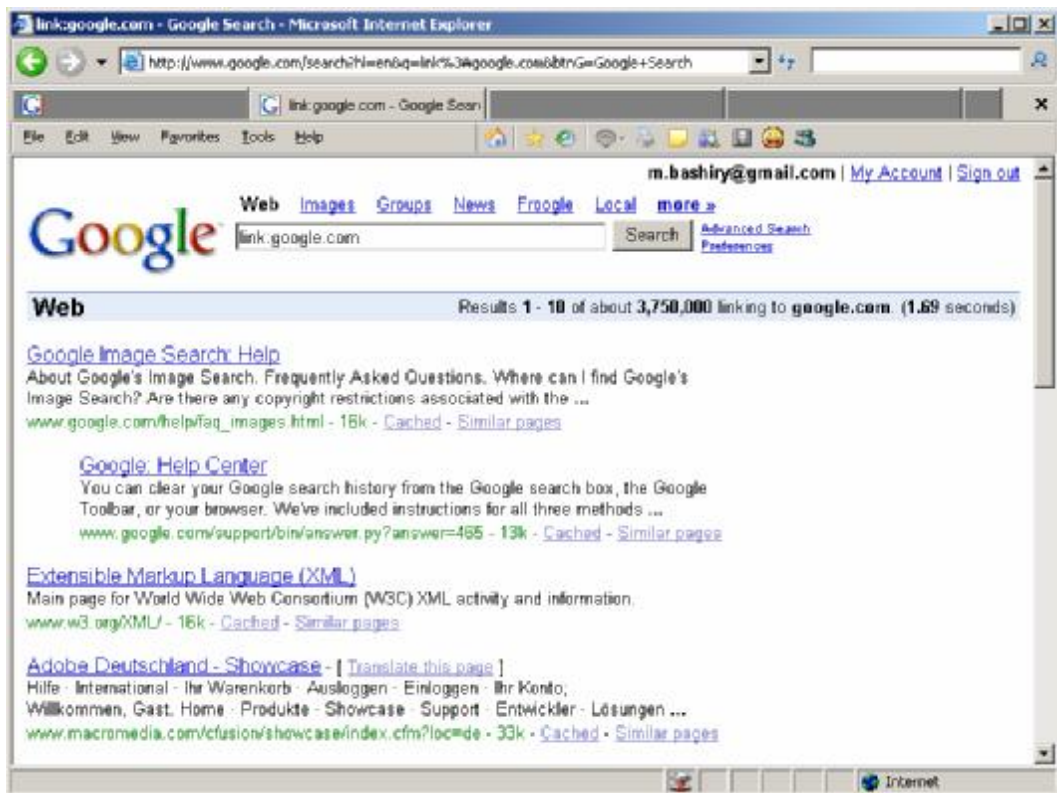 link:google.com - Google Search - Microsoft Internet Explorer
http://www.google.com/search?hl=en&q=link%3Agoogle.com&btnG=Google+Search
link:google.com - Google Sear
File Edit View Favorites Tools Help
m.bashiry@gmail.com | My Account | Sign out
Google
Web Images Groups News Froogle Local more »
link:google.com Search Advanced Search
Preferences
Web Results 1 - 10 of about 3,750,000 linking to google.com. (1.69 seconds)
Google Image Search: Help
About Google's Image Search. Frequently Asked Questions. Where can I find Google's
Image Search? Are there any copyright restrictions associated with the ...
www.google.com/help/faq_images.html - 16k - Cached - Similar pages
Google: Help Center
You can clear your Google search history from the Google search box, the Google
Toolbar, or your browser. We've included instructions for all three methods ...
www.google.com/support/bin/answer.py?answer=465 - 13k - Cached - Similar pages
Extensible Markup Language (XML)
Main page for World Wide Web Consortium (W3C) XML activity and information.
www.w3.org/XML/ - 16k - Cached - Similar pages
Adobe Deutschland - Showcase - [ Translate this page ]
Hilfe · International · Ihr Warenkorb · Ausloggen · Einloggen · Ihr Konto;
Willkommen, Gast. Home · Produkte · Showcase · Support · Entwickler · Lösungen ...
www.macromedia.com/cfusion/showcase/index.cfm?loc=de - 33k - Cached - Similar pages
Internet